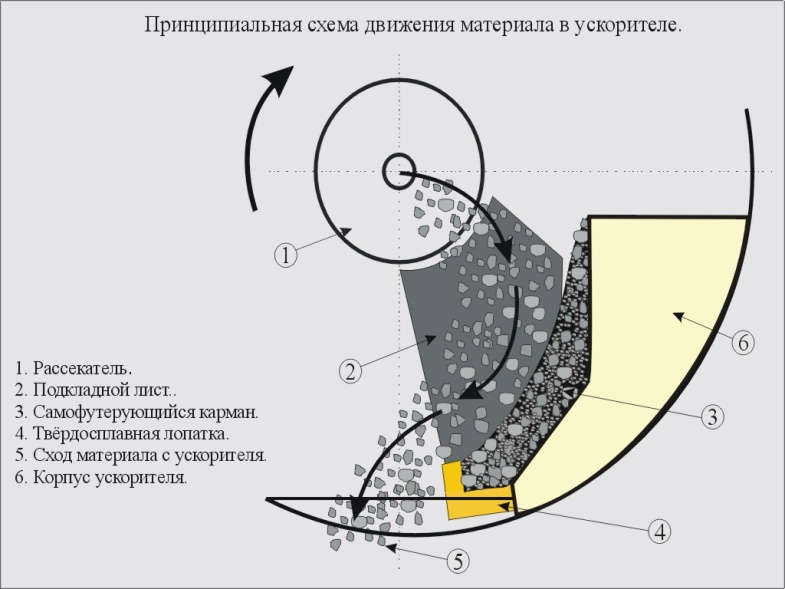 Принципиальная схема движения материала в ускорителе.
1
6
2
1. Рассекатель.
2. Подкладной лист..
3. Самофутерующийся карман.
4. Твёрдосплавная лопатка.
5. Сход материала с ускорителя.
6. Корпус ускорителя.
3
4
5